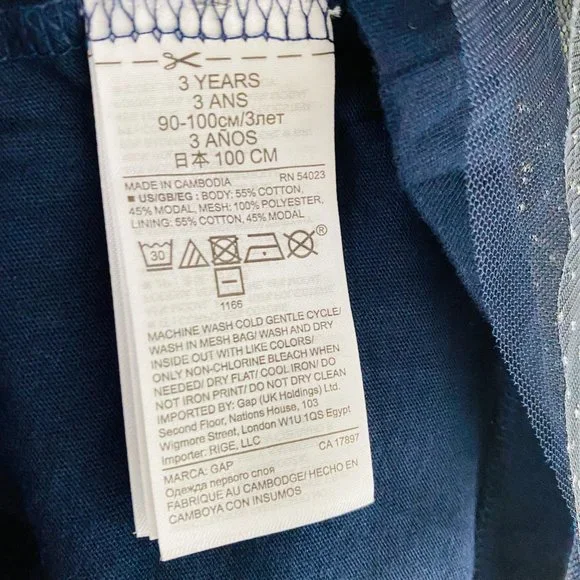 3 YEARS
3 ANS
90-100см/3лет
3 AÑOS
日本 100 CM
MADE IN CAMBODIA RN 54023
■ US/GB/EG : BODY: 55% COTTON,
45% MODAL, MESH: 100% POLYESTER,
LINING: 55% COTTON, 45% MODAL
30 ®
1166
MACHINE WASH COLD GENTLE CYCLE/
WASH IN MESH BAG/ WASH AND DRY
INSIDE OUT WITH LIKE COLORS/
ONLY NON-CHLORINE BLEACH WHEN
NEEDED/ DRY FLAT/ COOL IRON/ DO
NOT IRON PRINT/ DO NOT DRY CLEAN
IMPORTED BY: Gap (UK Holdings) Ltd.
Second Floor, Nations House, 103
Wigmore Street, London W1U 1QS Egypt
Importer: RIGE, LLC
MARCA: GAP CA 17897
Одежда первого слоя
FABRIQUE AU CAMBODGE/ HECHO EN
CAMBOYA CON INSUMOS